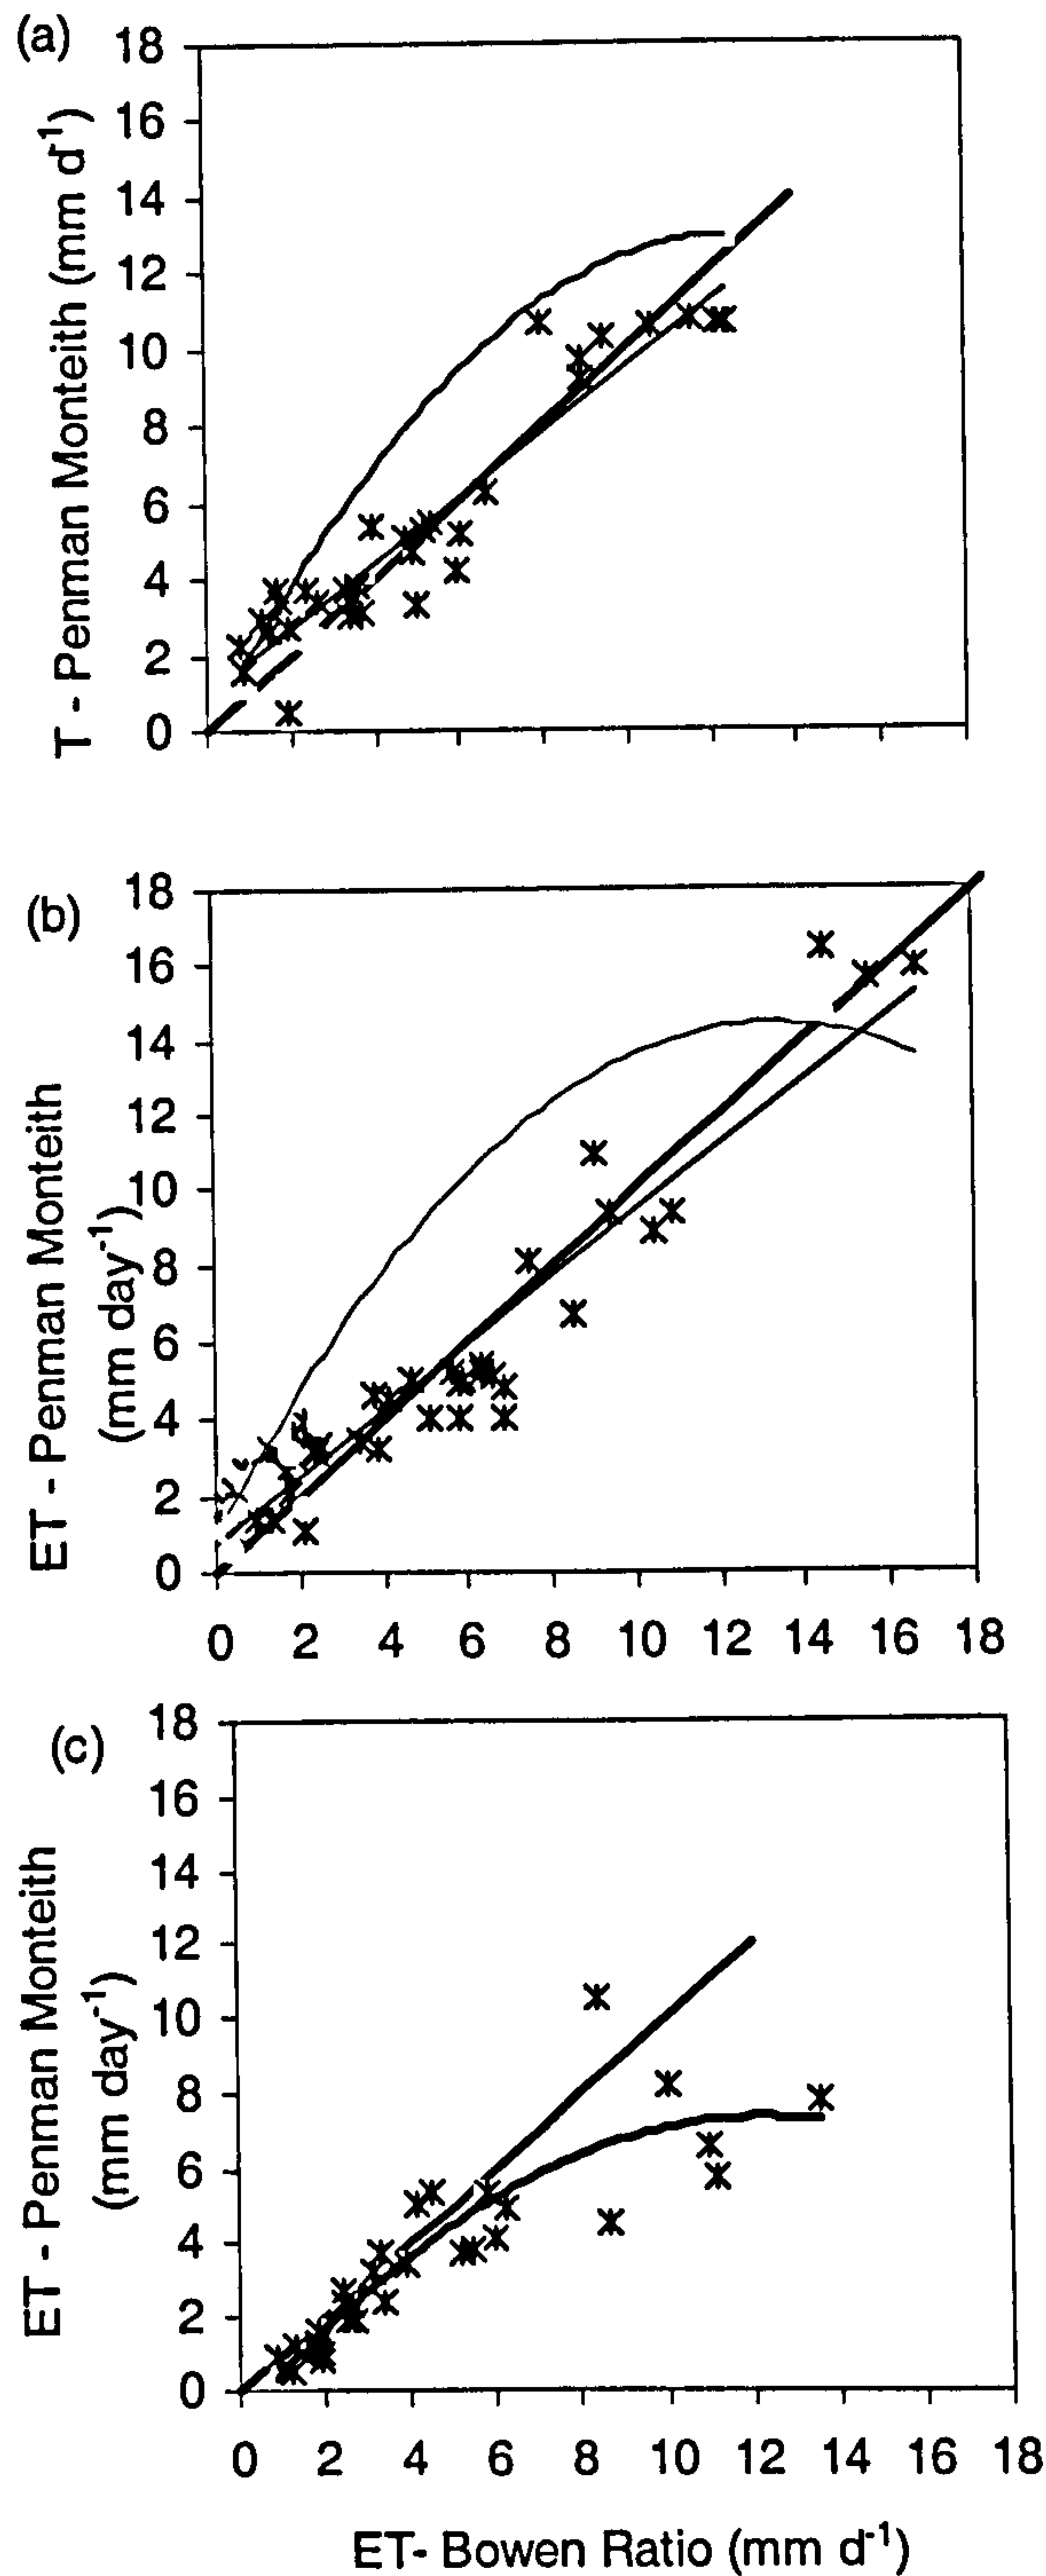 (a)
T - Penman Monteith (mm d-1)
18
16
14
12
10
8
6
4
2
0
(b)
ET - Penman Monteith
(mm day-1)
18
16
14
12
10
8
6
4
2
0
0 2 4 6 8 10 12 14 16 18
(c)
ET - Penman Monteith
(mm day-1)
18
16
14
12
10
8
6
4
2
0
0 2 4 6 8 10 12 14 16 18
ET- Bowen Ratio (mm d-1)